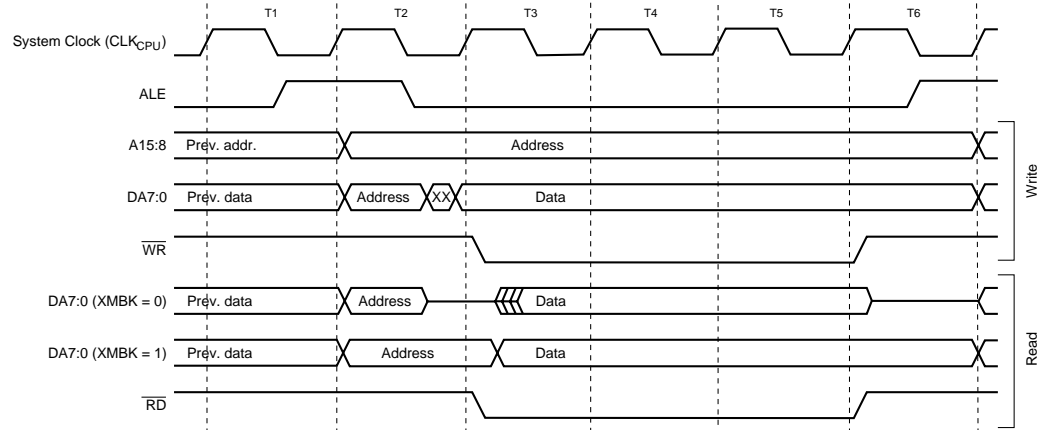 T1 T2 T3 T4 T5 T6
System Clock (CLKCPU)
ALE
A15:8 Prev. addr. Address
DA7:0 Prev. data Address XX Data
WR
Write
DA7:0 (XMBK = 0) Prev. data Address Data
DA7:0 (XMBK = 1) Prev. data Address Data
RD
Read